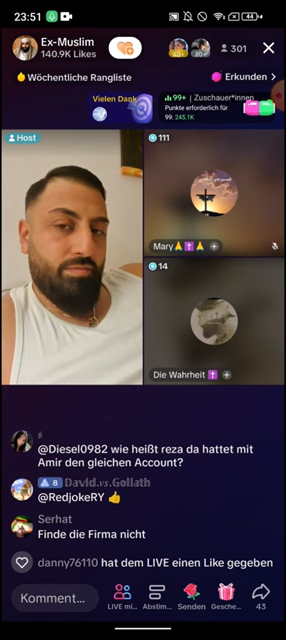 23:51
44
Ex-Muslim
140.9K Likes
301
Wöchentliche Rangliste
Erkunden >
Vielen Dank
99+ | Zuschauer*innen
Punkte erforderlich für
99: 245.1K
Host
111
Mary
14
Die Wahrheit
@Diesel0982 wie heißt reza da hattet mit
Amir den gleichen Account?
8 David.vs.Goliath
@RedjokeRY 👍
Serhat
Finde die Firma nicht
danny76110 hat dem LIVE einen Like gegeben
Komment...
LIVE mi...
Abstim...
Senden
Gesche...
43